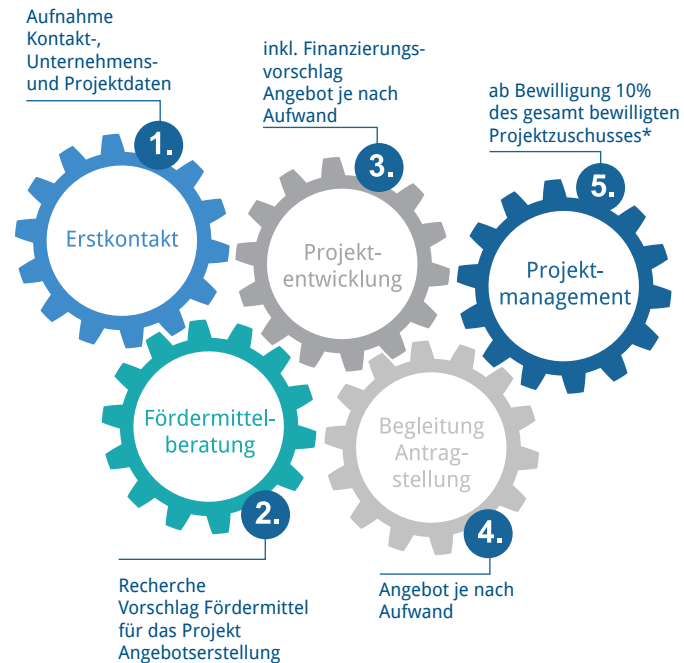 Aufnahme
Kontakt-,
Unternehmens-
und Projektdaten
1.
Erstkontakt
2.
Fördermittel-
beratung
Recherche
Vorschlag Fördermittel
für das Projekt
Angebotserstellung
inkl. Finanzierungs-
vorschlag
Angebot je nach
Aufwand
3.
Projekt-
entwicklung
4.
Begleitung
Antrag-
stellung
Angebot je nach
Aufwand
ab Bewilligung 10%
des gesamt bewilligten
Projektzuschusses*
5.
Projekt-
management